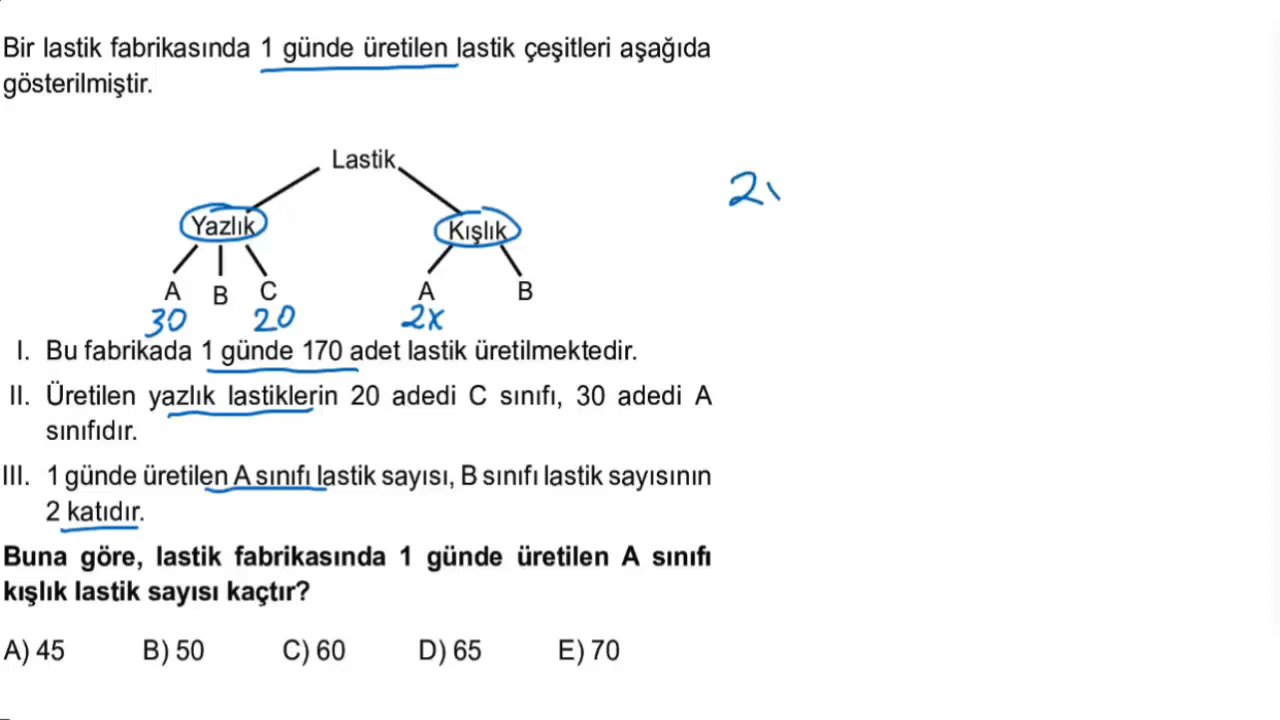 Bir lastik fabrikasında 1 günde üretilen lastik çeşitleri aşağıda
gösterilmiştir.
Lastik
Yazlık
Kışlık
A B C
A B
30 20 2x
I. Bu fabrikada 1 günde 170 adet lastik üretilmektedir.
II. Üretilen yazlık lastiklerin 20 adedi C sınıfı, 30 adedi A
sınıfıdır.
III. 1 günde üretilen A sınıfı lastik sayısı, B sınıfı lastik sayısının
2 katıdır.
Buna göre, lastik fabrikasında 1 günde üretilen A sınıfı
kışlık lastik sayısı kaçtır?
A) 45 B) 50 C) 60 D) 65 E) 70
2